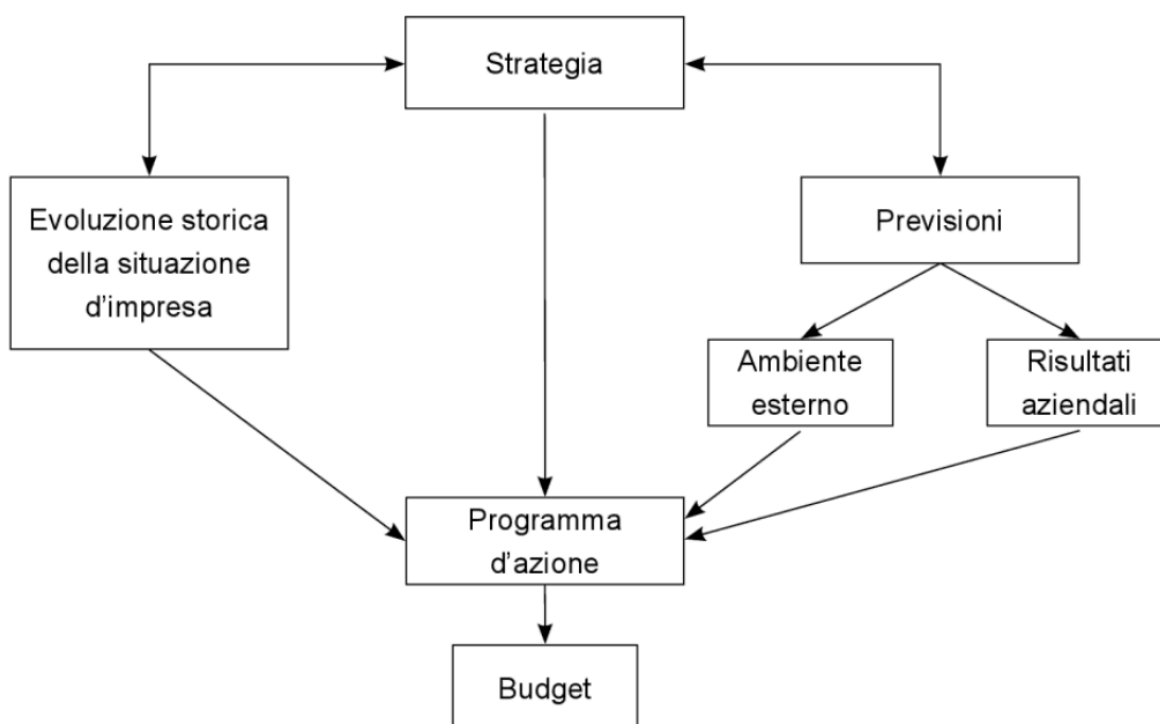 Strategia
Evoluzione storica
della situazione
d'impresa
Previsioni
Ambiente
esterno
Risultati
aziendali
Programma
d'azione
Budget